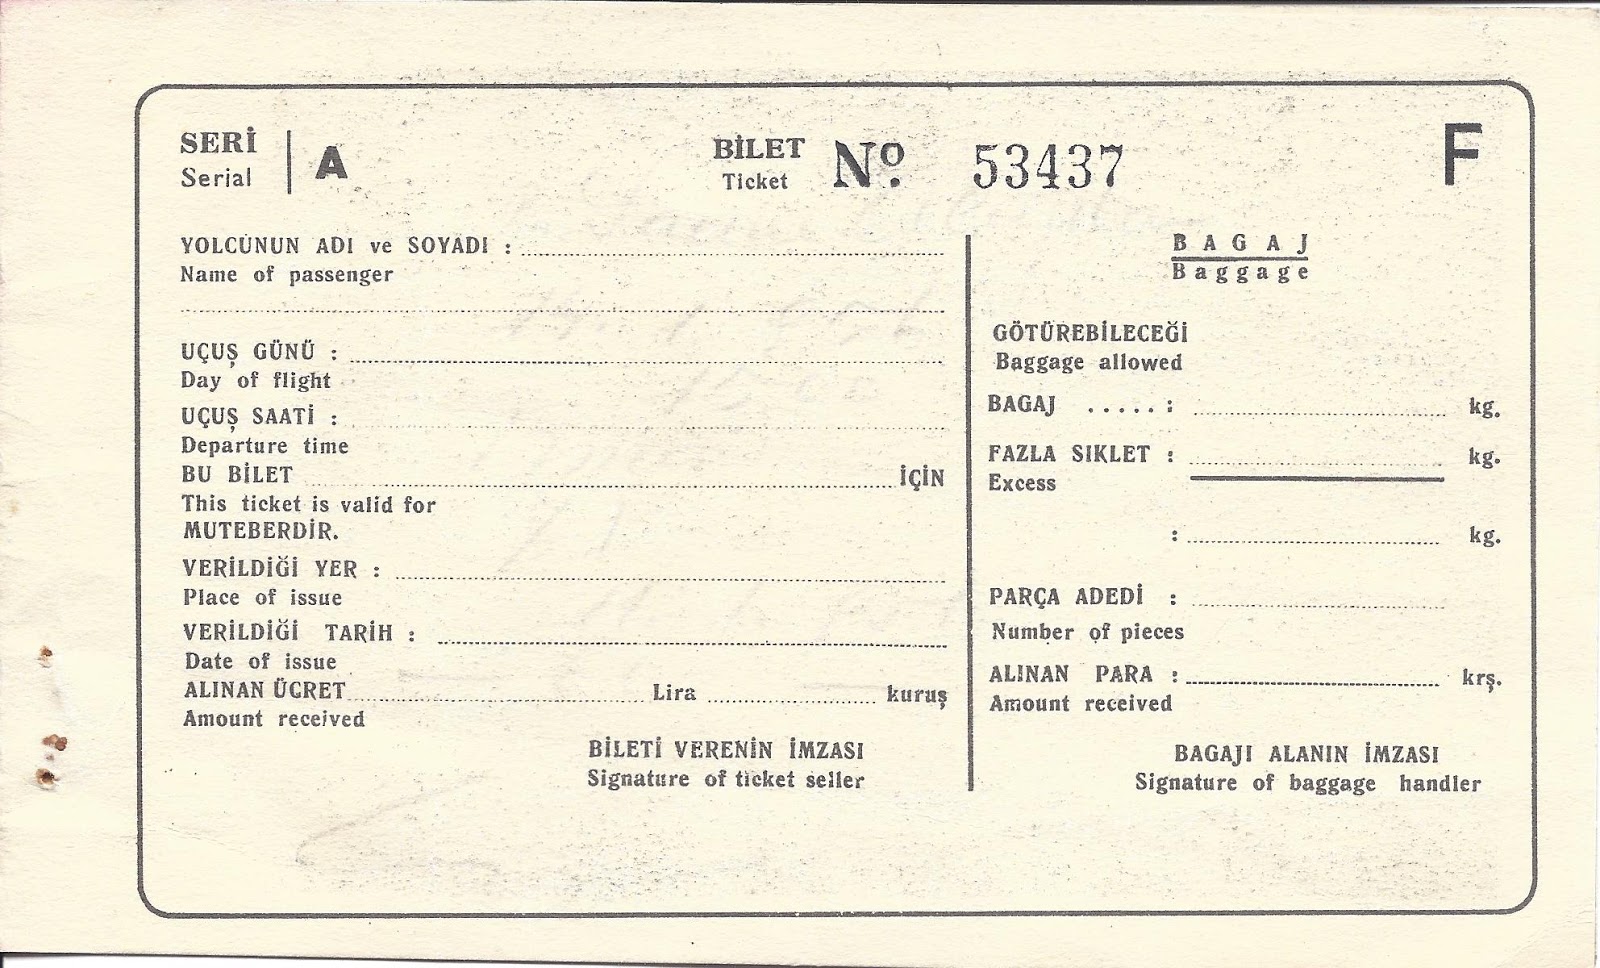 SERİ
Serial
A
BİLET
Ticket
Nº. 53437
F
YOLCUNUN ADI ve SOYADI :
Name of passenger
UÇUŞ GÜNÜ :
Day of flight
UÇUŞ SAATİ :
Departure time
BU BİLET İÇİN
This ticket is valid for
MUTEBERDİR.
VERİLDİĞİ YER :
Place of issue
VERİLDİĞİ TARİH :
Date of issue
ALINAN ÜCRET Lira kuruş
Amount received
BİLETİ VERENİN İMZASI
Signature of ticket seller
BAGAJ
Baggage
GÖTÜREBİLECEĞİ
Baggage allowed
BAGAJ ..... : kg.
FAZLA SIKLET : kg.
Excess
: kg.
PARÇA ADEDİ :
Number of pieces
ALINAN PARA : krş.
Amount received
BAGAJI ALANIN İMZASI
Signature of baggage handler